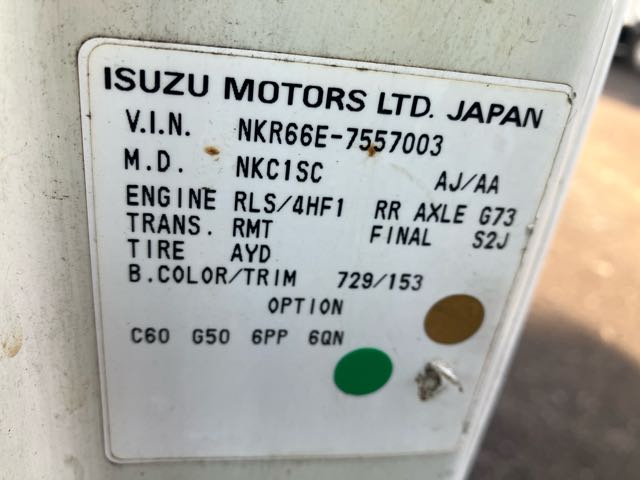 ISUZU MOTORS LTD. JAPAN
V.I.N. NKR66E-7557003
M.D. NKC1SC AJ/AA
ENGINE RLS/4HF1 RR AXLE G73
TRANS. RMT FINAL S2J
TIRE AYD
B.COLOR/TRIM 729/153
OPTION
C60 G50 6PP 6QN